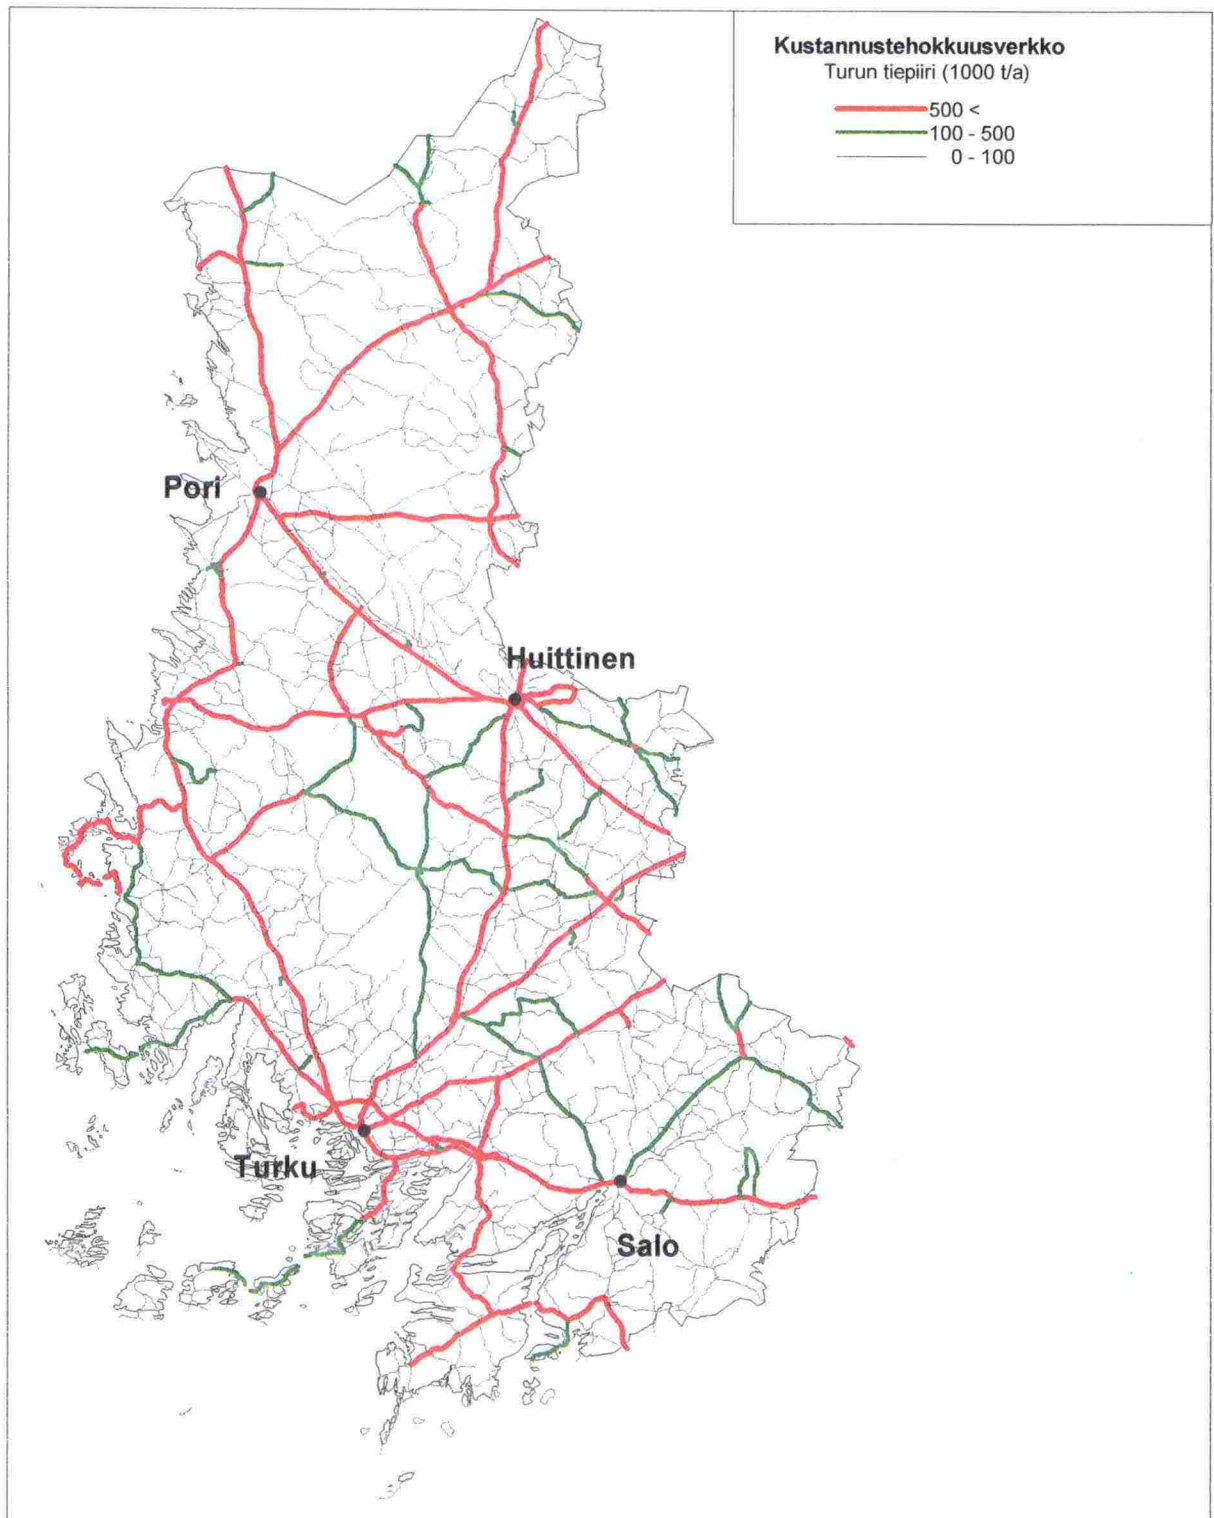 Kustannustehokkuusverkko
Turun tiepiiri (1000 t/a)
500 <
100 - 500
0 - 100
Pori
Huittinen
Turku
Salo